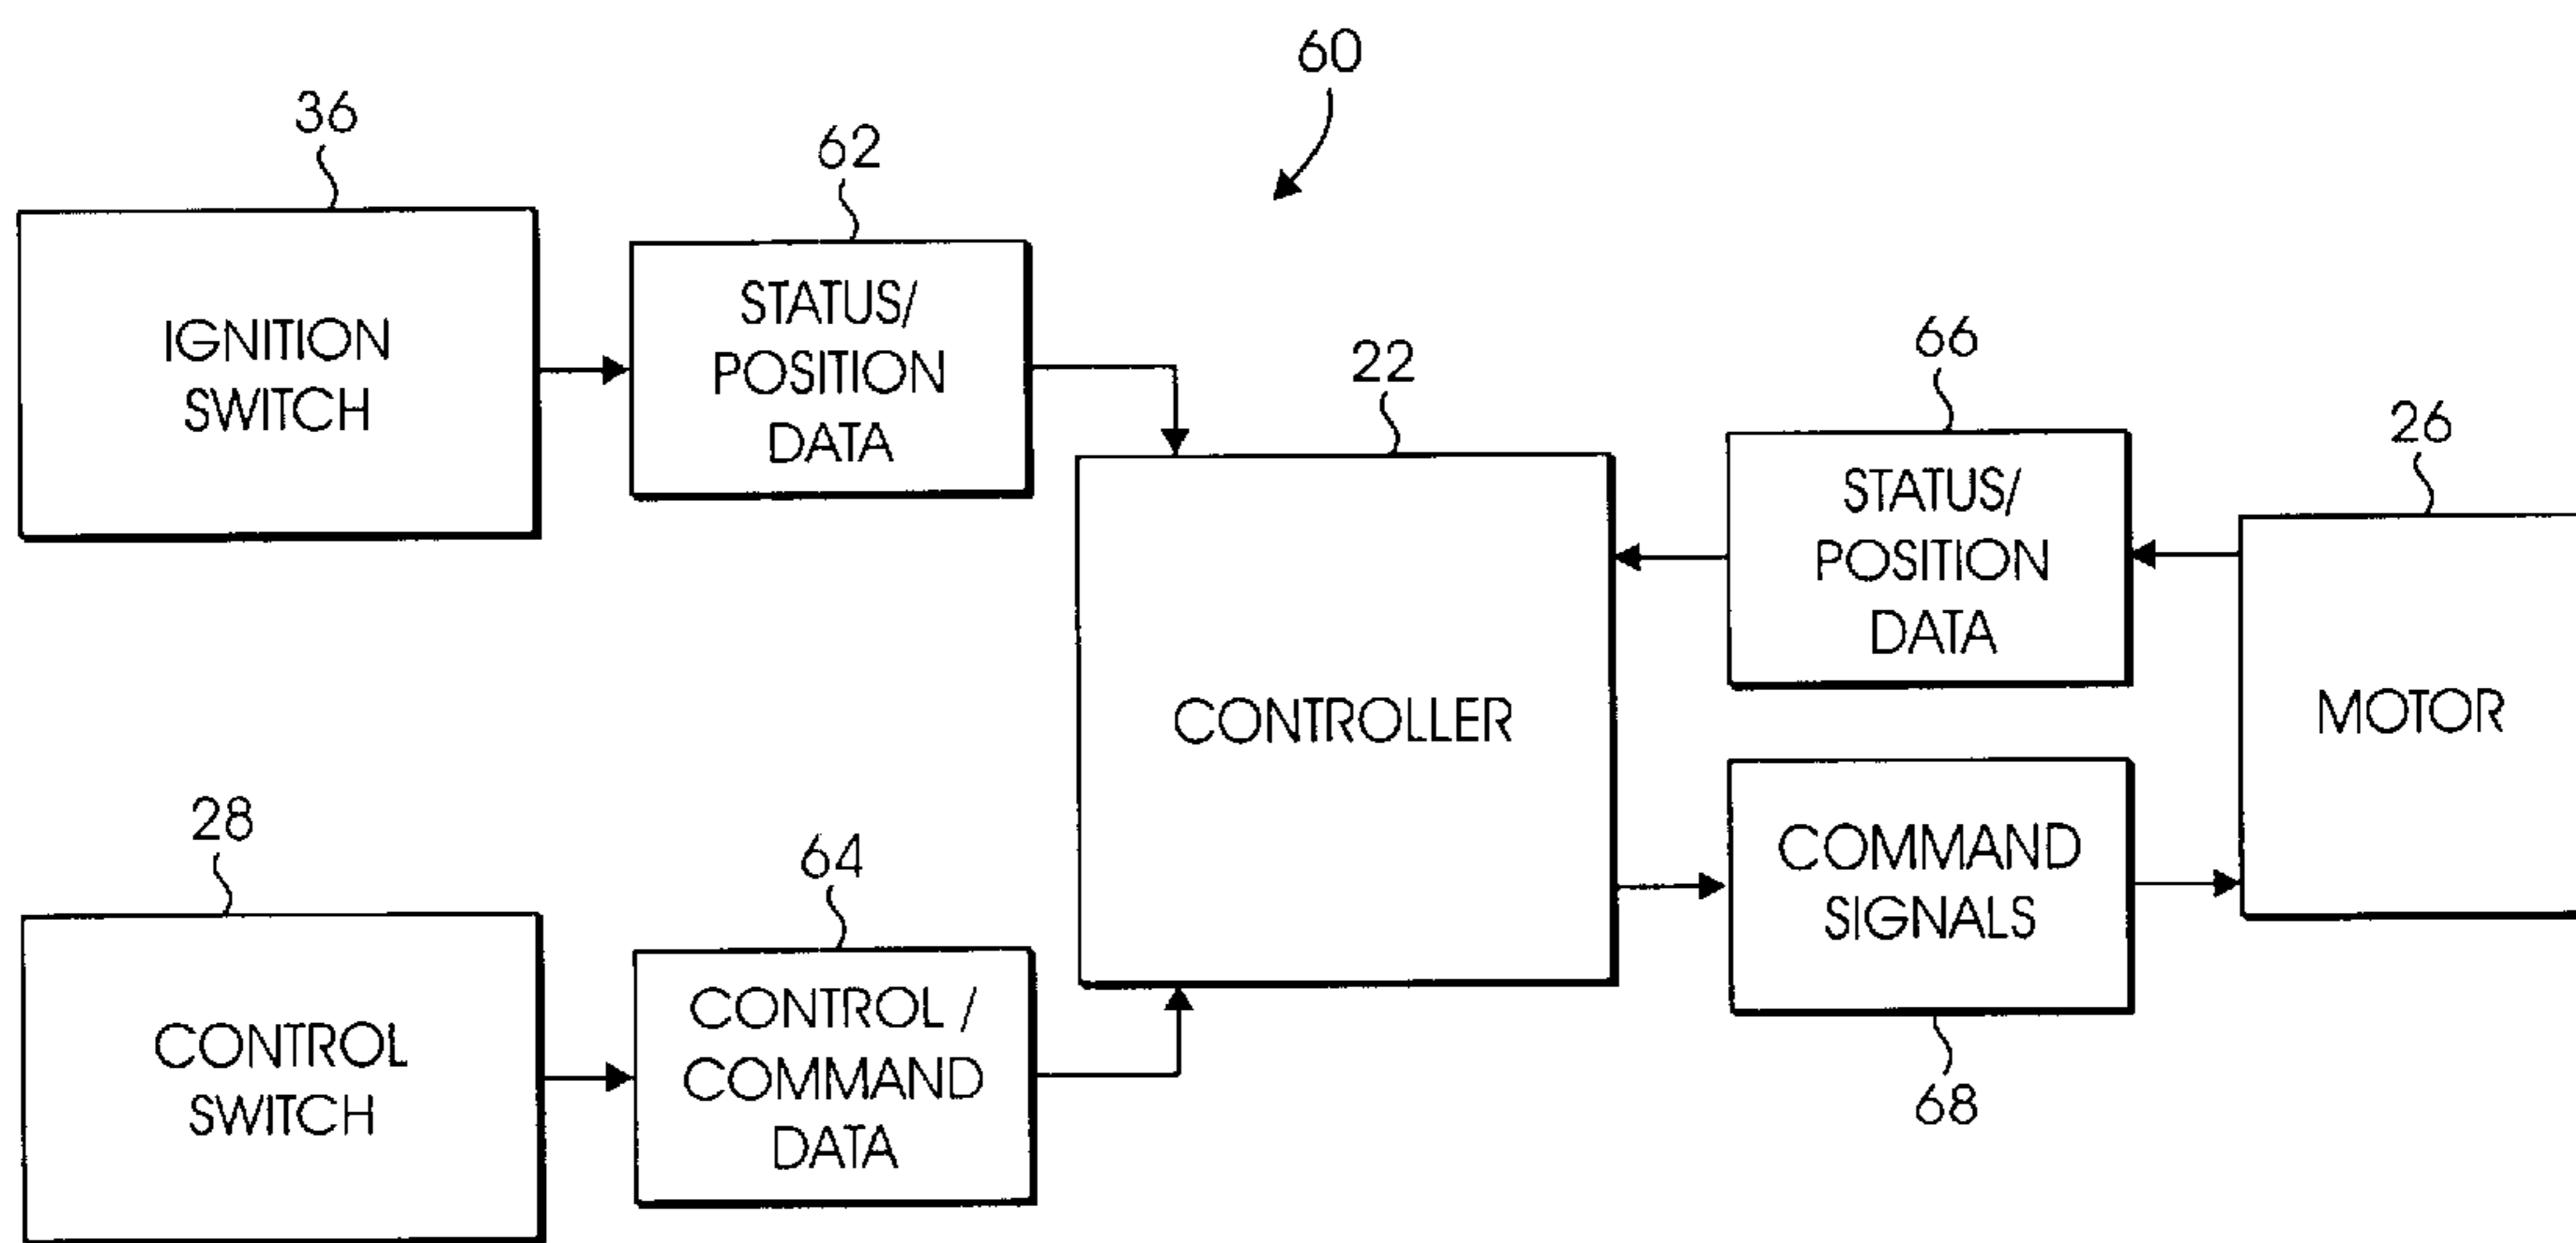 60
36
62
IGNITION
SWITCH
STATUS/
POSITION
DATA
22
66
26
CONTROLLER
STATUS/
POSITION
DATA
MOTOR
28
64
COMMAND
SIGNALS
68
CONTROL
SWITCH
CONTROL /
COMMAND
DATA